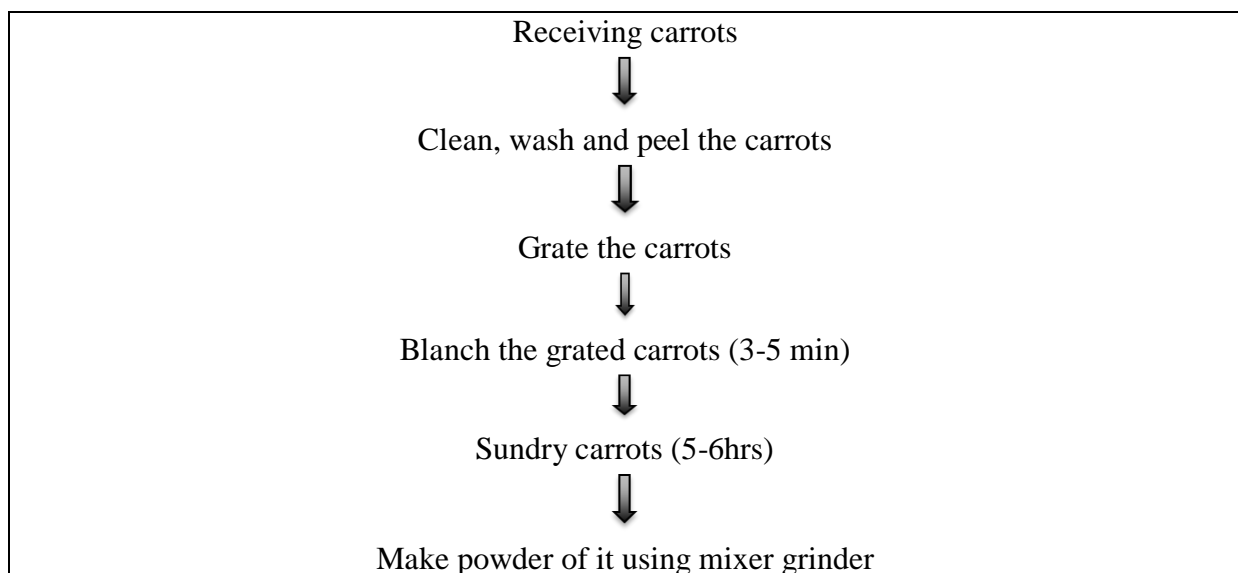 Receiving carrots
Clean, wash and peel the carrots
Grate the carrots
Blanch the grated carrots (3-5 min)
Sundry carrots (5-6hrs)
Make powder of it using mixer grinder